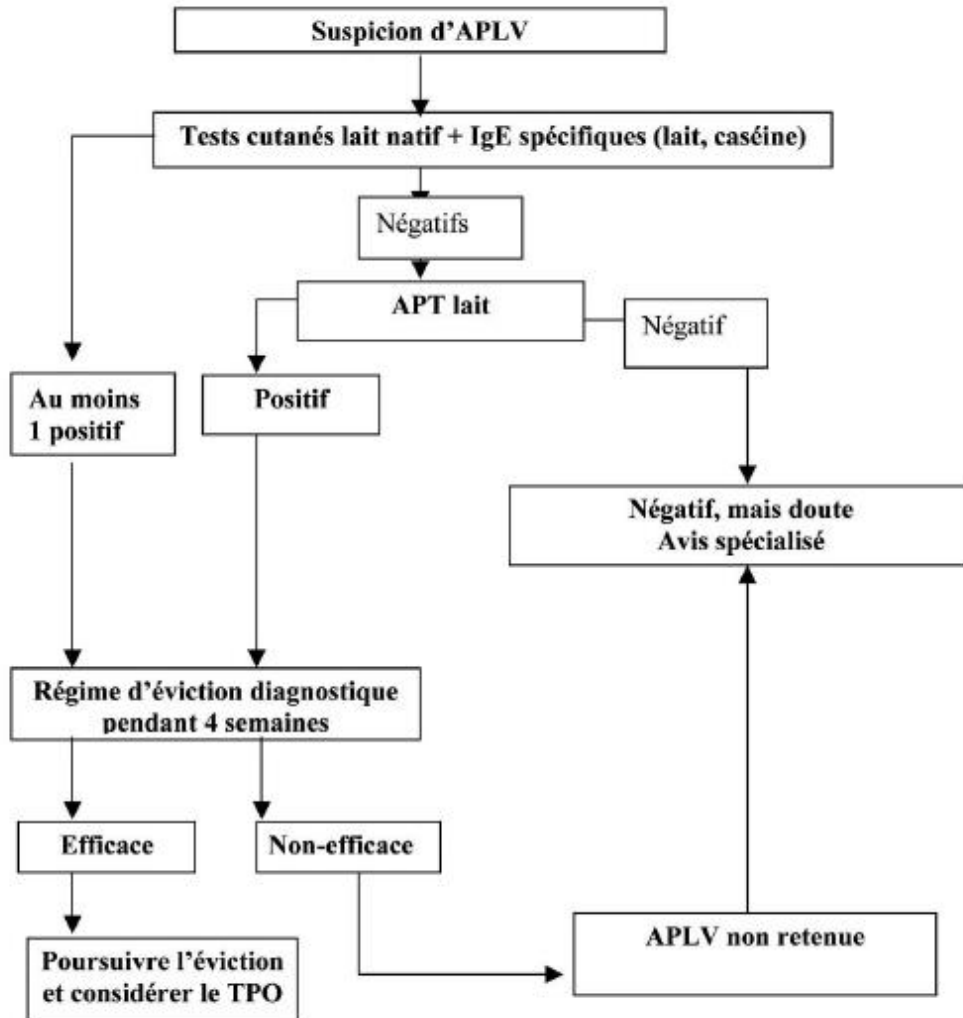 Suspicion d'APLV
Tests cutanés lait natif + IgE spécifiques (lait, caséine)
Négatifs
APT lait
Négatif
Au moins
1 positif
Positif
Négatif, mais doute
Avis spécialisé
Régime d'éviction diagnostique
pendant 4 semaines
Efficace
Non-efficace
APLV non retenue
Poursuivre l'éviction
et considérer le TPO